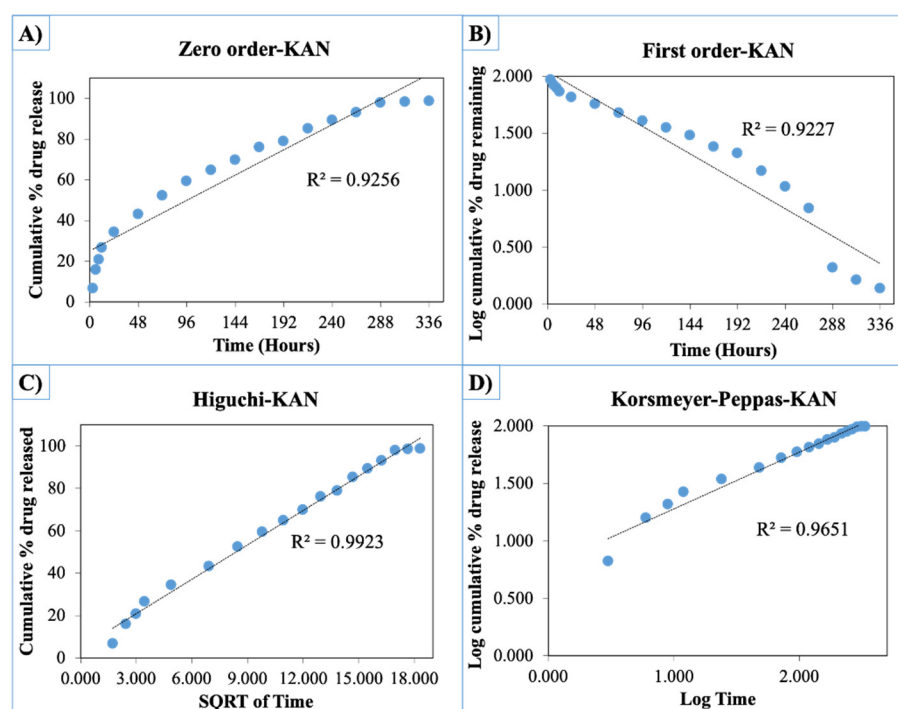 A)
Zero order-KAN
Cumulative % drug release
100
80
60
40
20
0
R² = 0.9256
0 48 96 144 192 240 288 336
Time (Hours)
B)
First order-KAN
Log cumulative % drug remaining
2.000
1.500
1.000
0.500
0.000
R² = 0.9227
0 48 96 144 192 240 288 336
Time (Hours)
C)
Higuchi-KAN
Cumulative % drug released
100
80
60
40
20
0
R² = 0.9923
0.000 3.000 6.000 9.000 12.000 15.000 18.000
SQRT of Time
D)
Korsmeyer-Peppas-KAN
Log cumulative % drug release
2.000
1.500
1.000
0.500
0.000
R² = 0.9651
0.000 1.000 2.000
Log Time